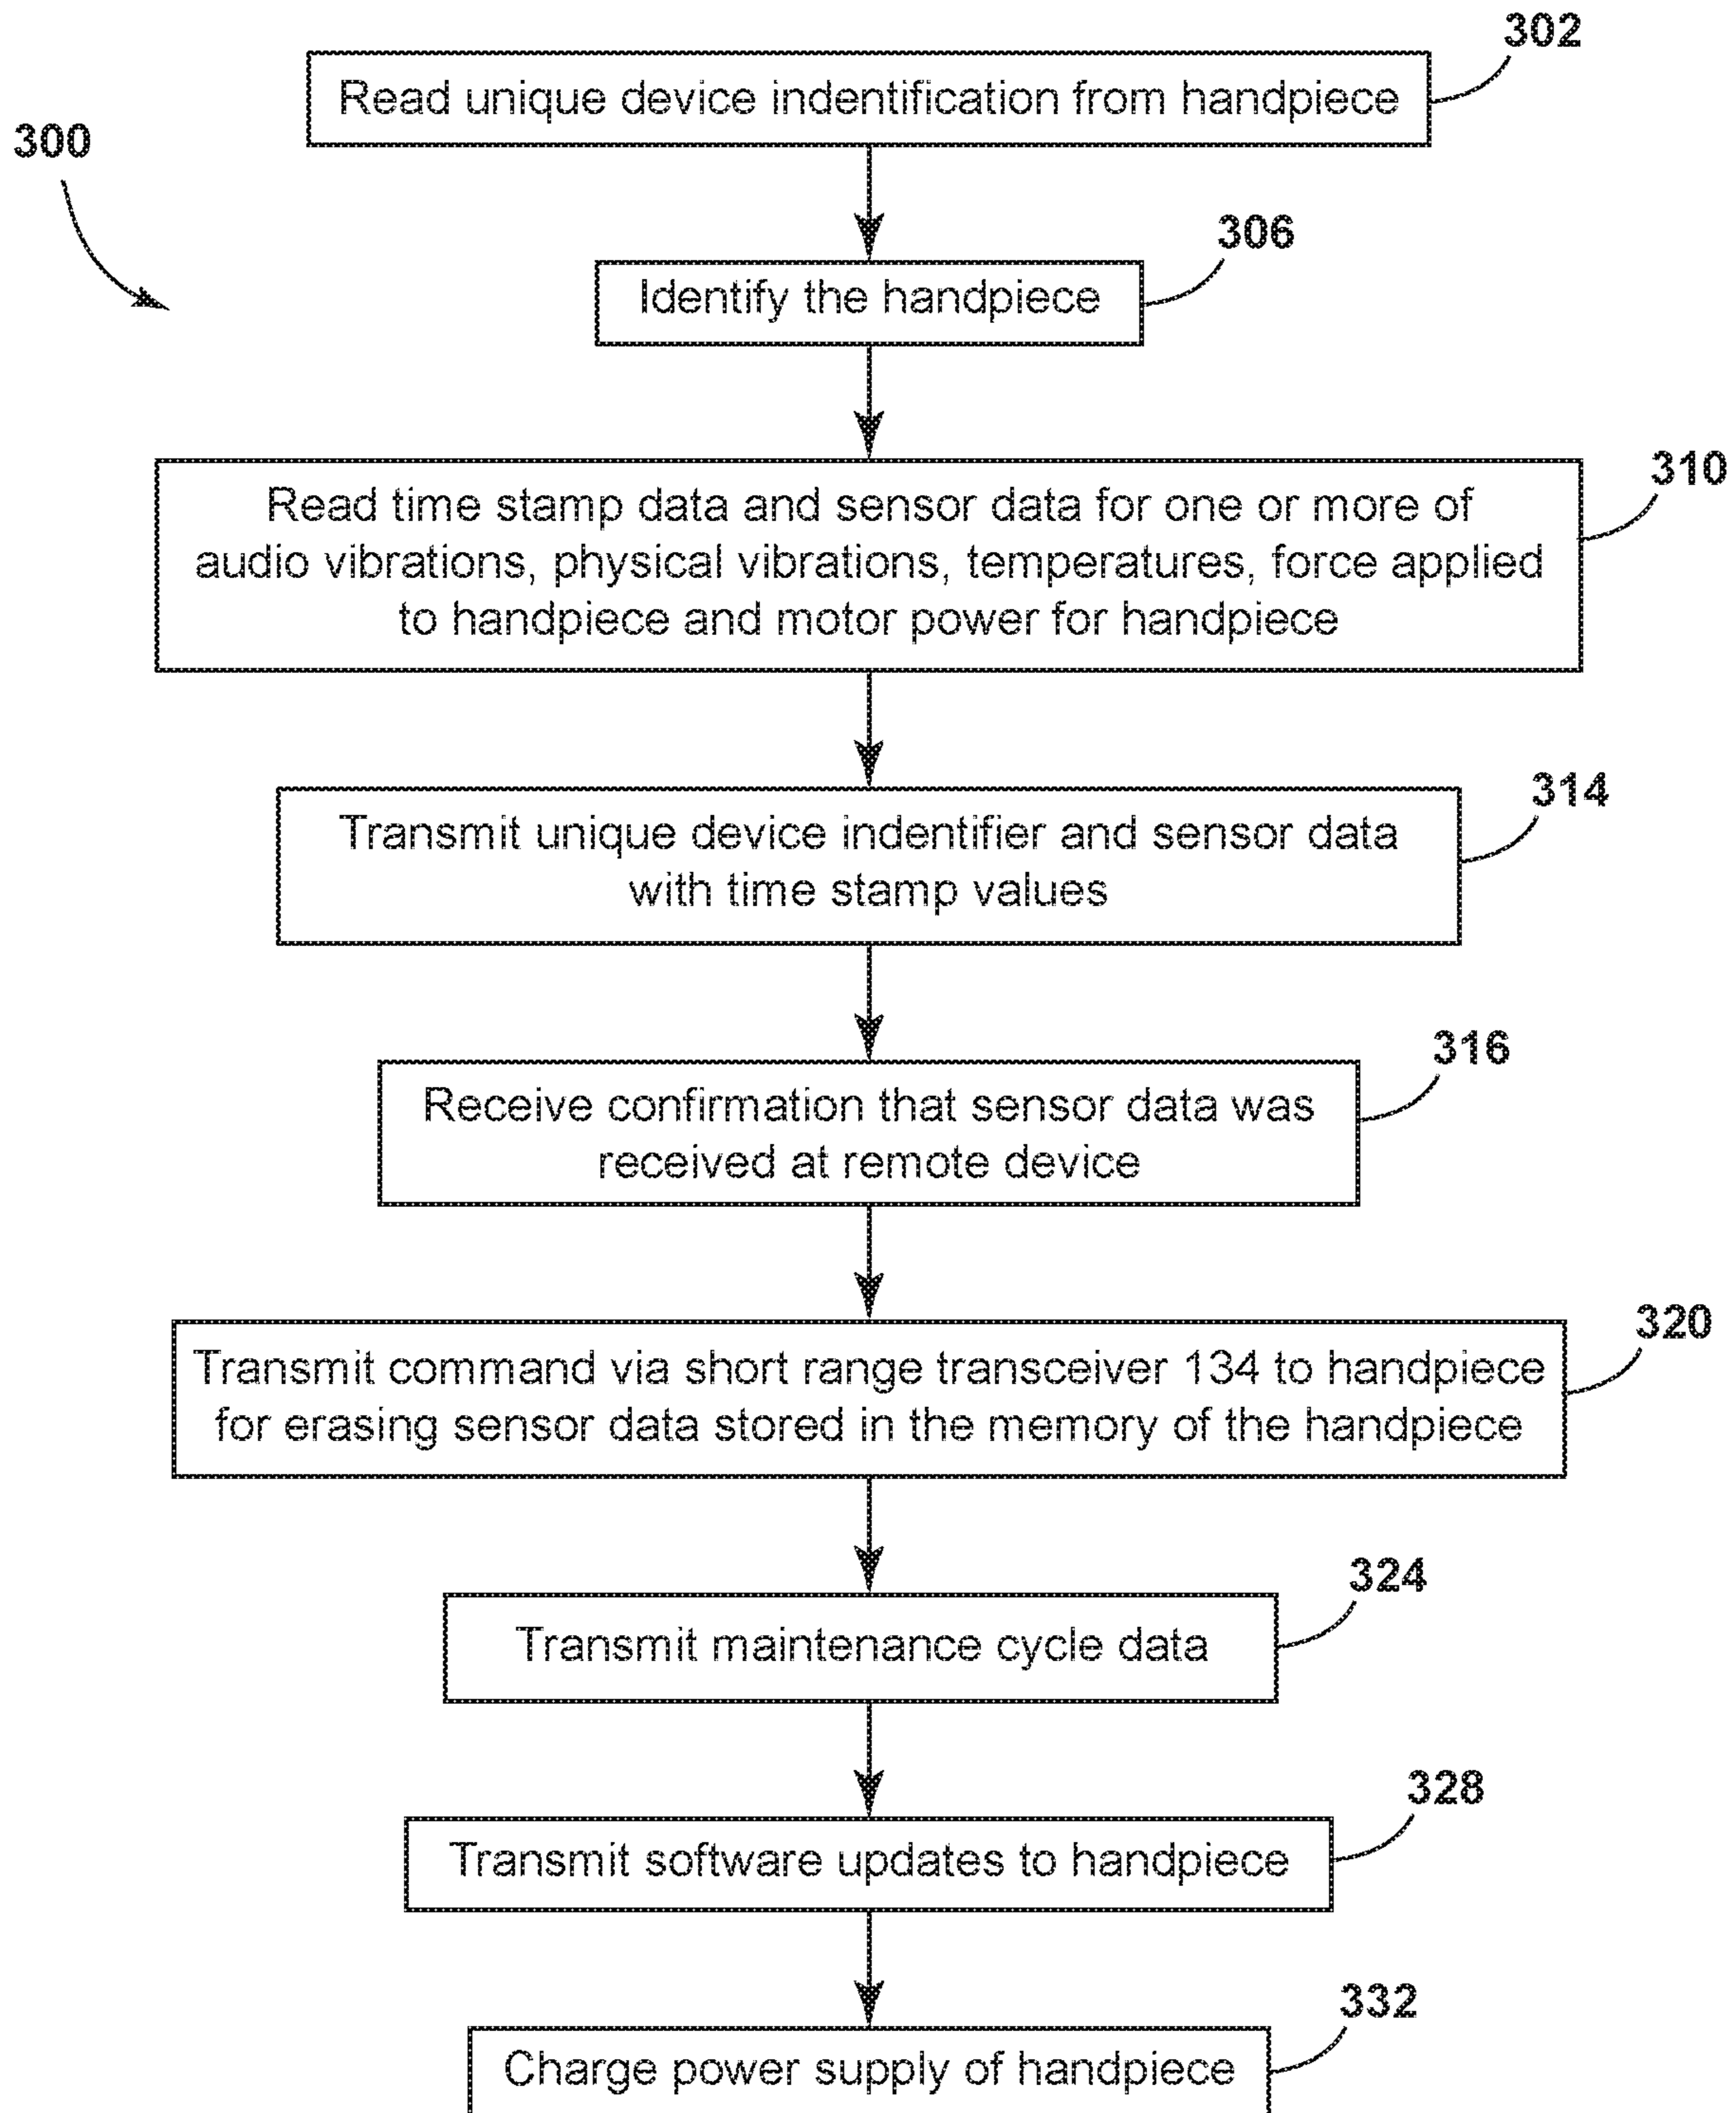 302
Read unique device indentification from handpiece
300
306
Identify the handpiece
310
Read time stamp data and sensor data for one or more of
audio vibrations, physical vibrations, temperatures, force applied
to handpiece and motor power for handpiece
314
Transmit unique device indentifier and sensor data
with time stamp values
316
Receive confirmation that sensor data was
received at remote device
320
Transmit command via short range transceiver 134 to handpiece
for erasing sensor data stored in the memory of the handpiece
324
Transmit maintenance cycle data
328
Transmit software updates to handpiece
332
Charge power supply of handpiece